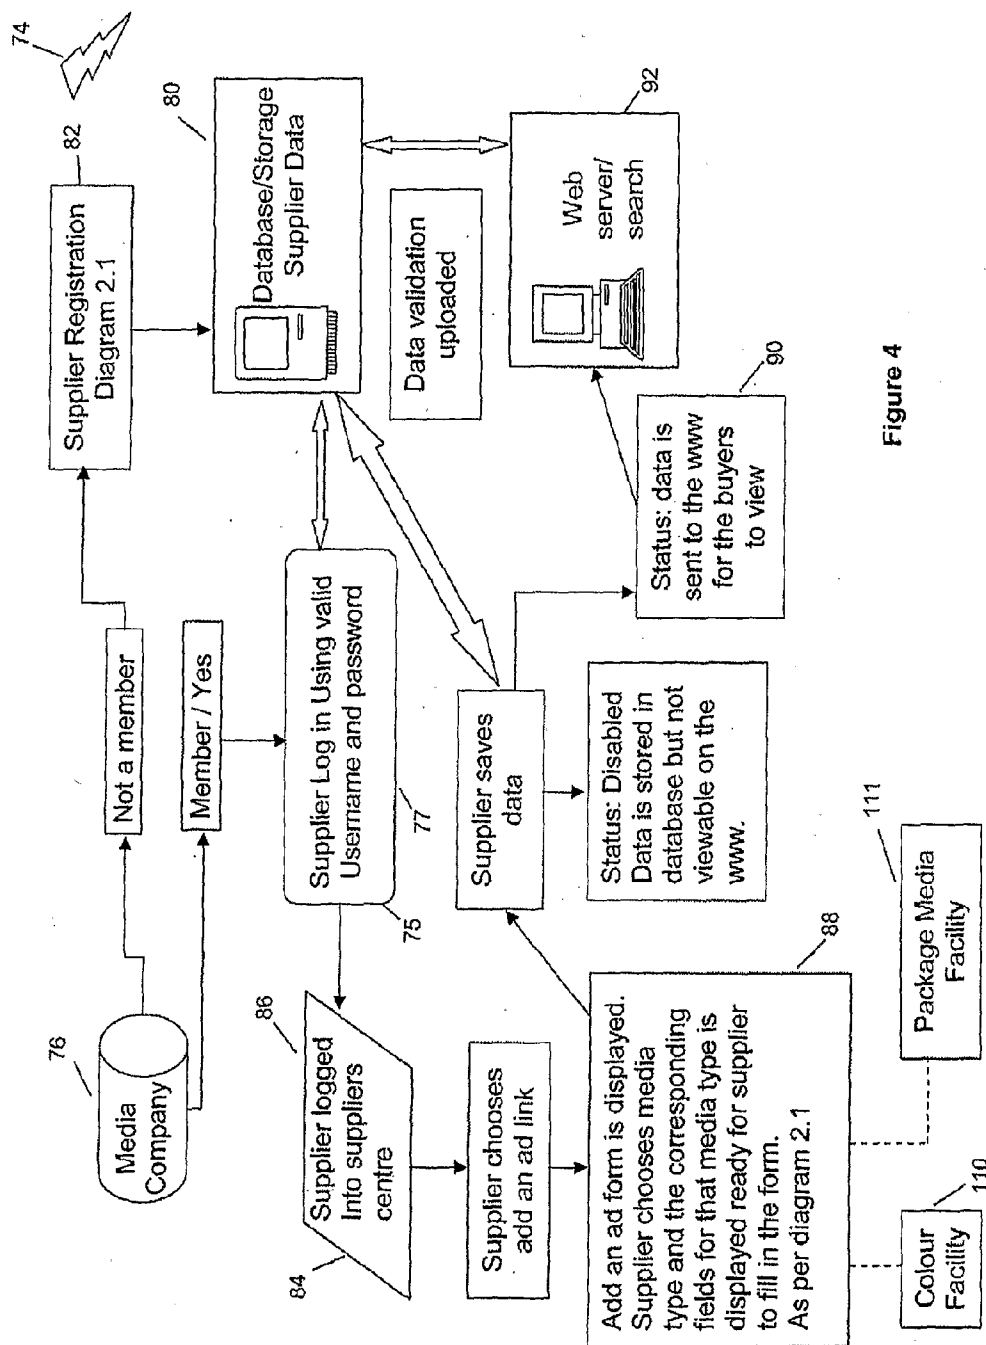 76
Media
Company
Not a member
Member / Yes
Supplier Registration
Diagram 2.1
82
74
Supplier Log in Using valid
Username and password
75
77
Database/Storage
Supplier Data
80
84
Supplier logged
Into suppliers
centre
86
Supplier chooses
add an ad link
Supplier saves
data
Data validation
uploaded
Web
server/
search
92
Add an ad form is displayed.
Supplier chooses media
type and the corresponding
fields for that media type is
displayed ready for supplier
to fill in the form.
As per diagram 2.1
88
Status: Disabled
Data is stored in
database but not
viewable on the
www.
Status: data is
sent to the www
for the buyers
to view
90
Colour
Facility
110
Package Media
Facility
111
Figure 4